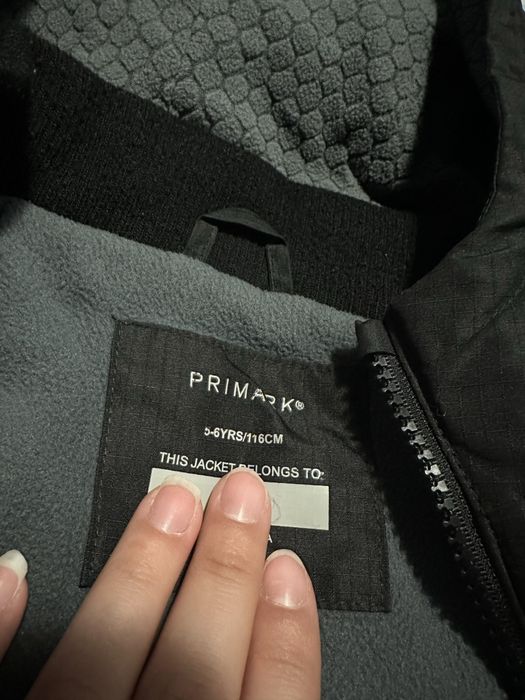 PRIMARK®
5-6YRS/116CM
THIS JACKET BELONGS TO: